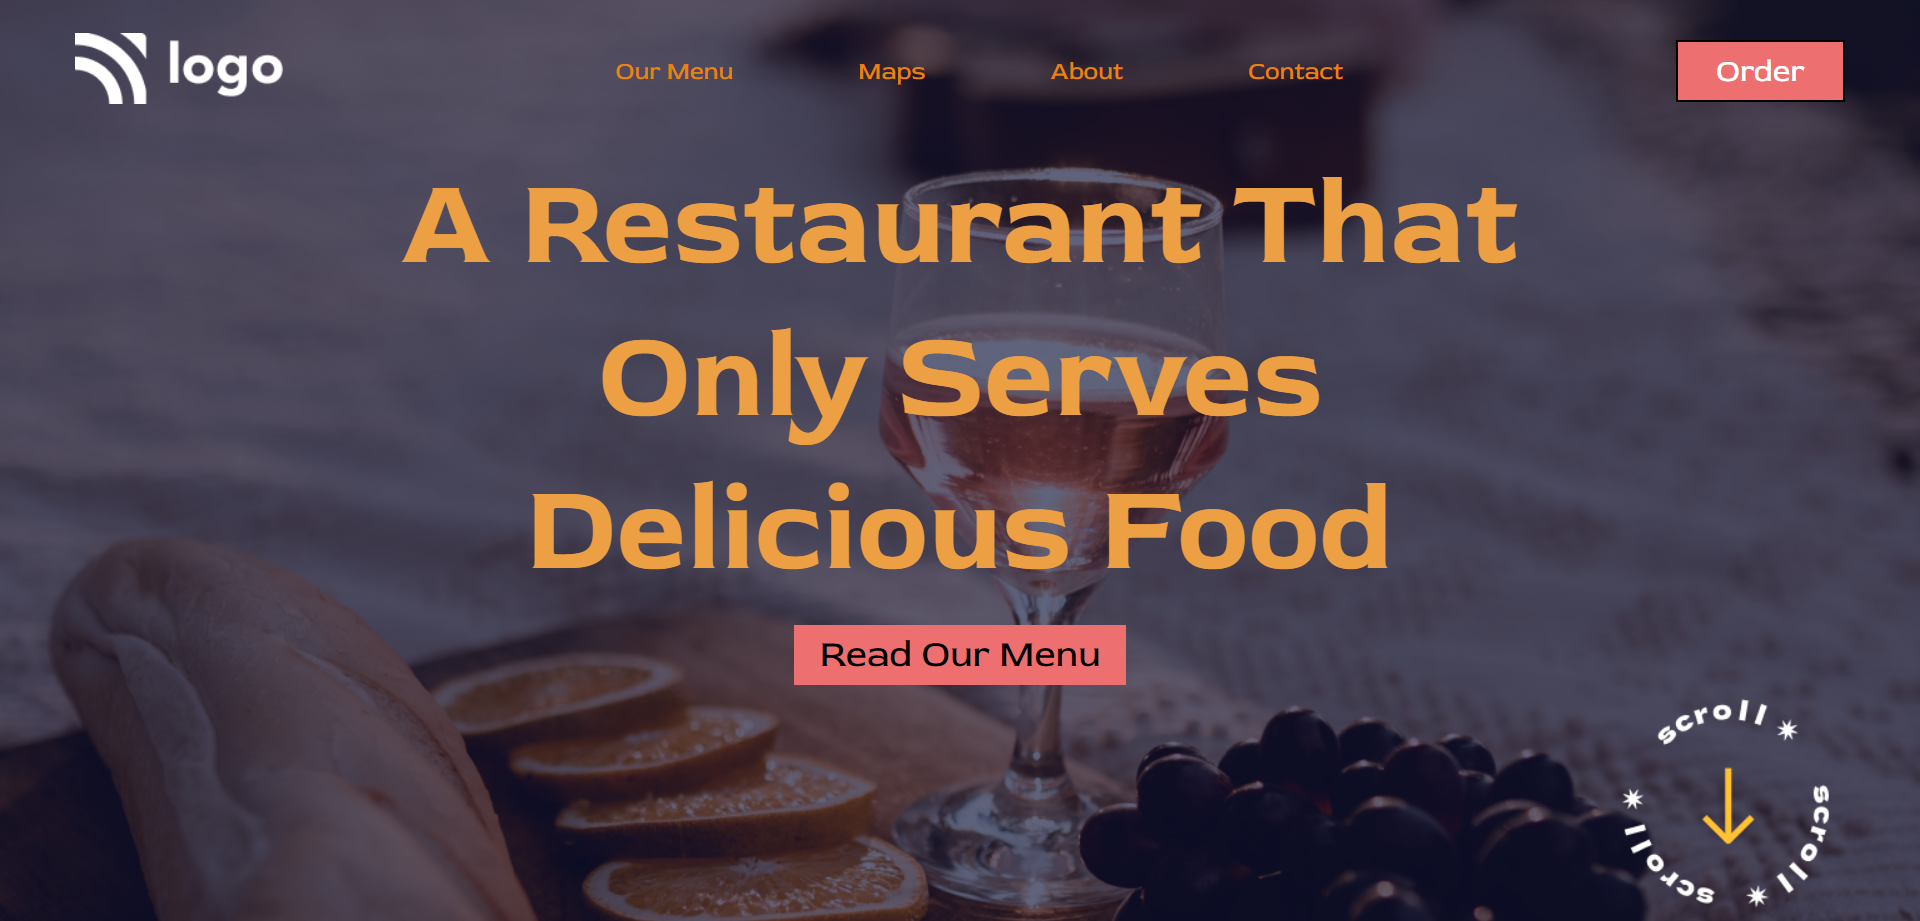 logo
Our Menu
Maps
About
Contact
Order
A Restaurant That
Only Serves
Delicious Food
Read Our Menu
scroll
scroll
scroll